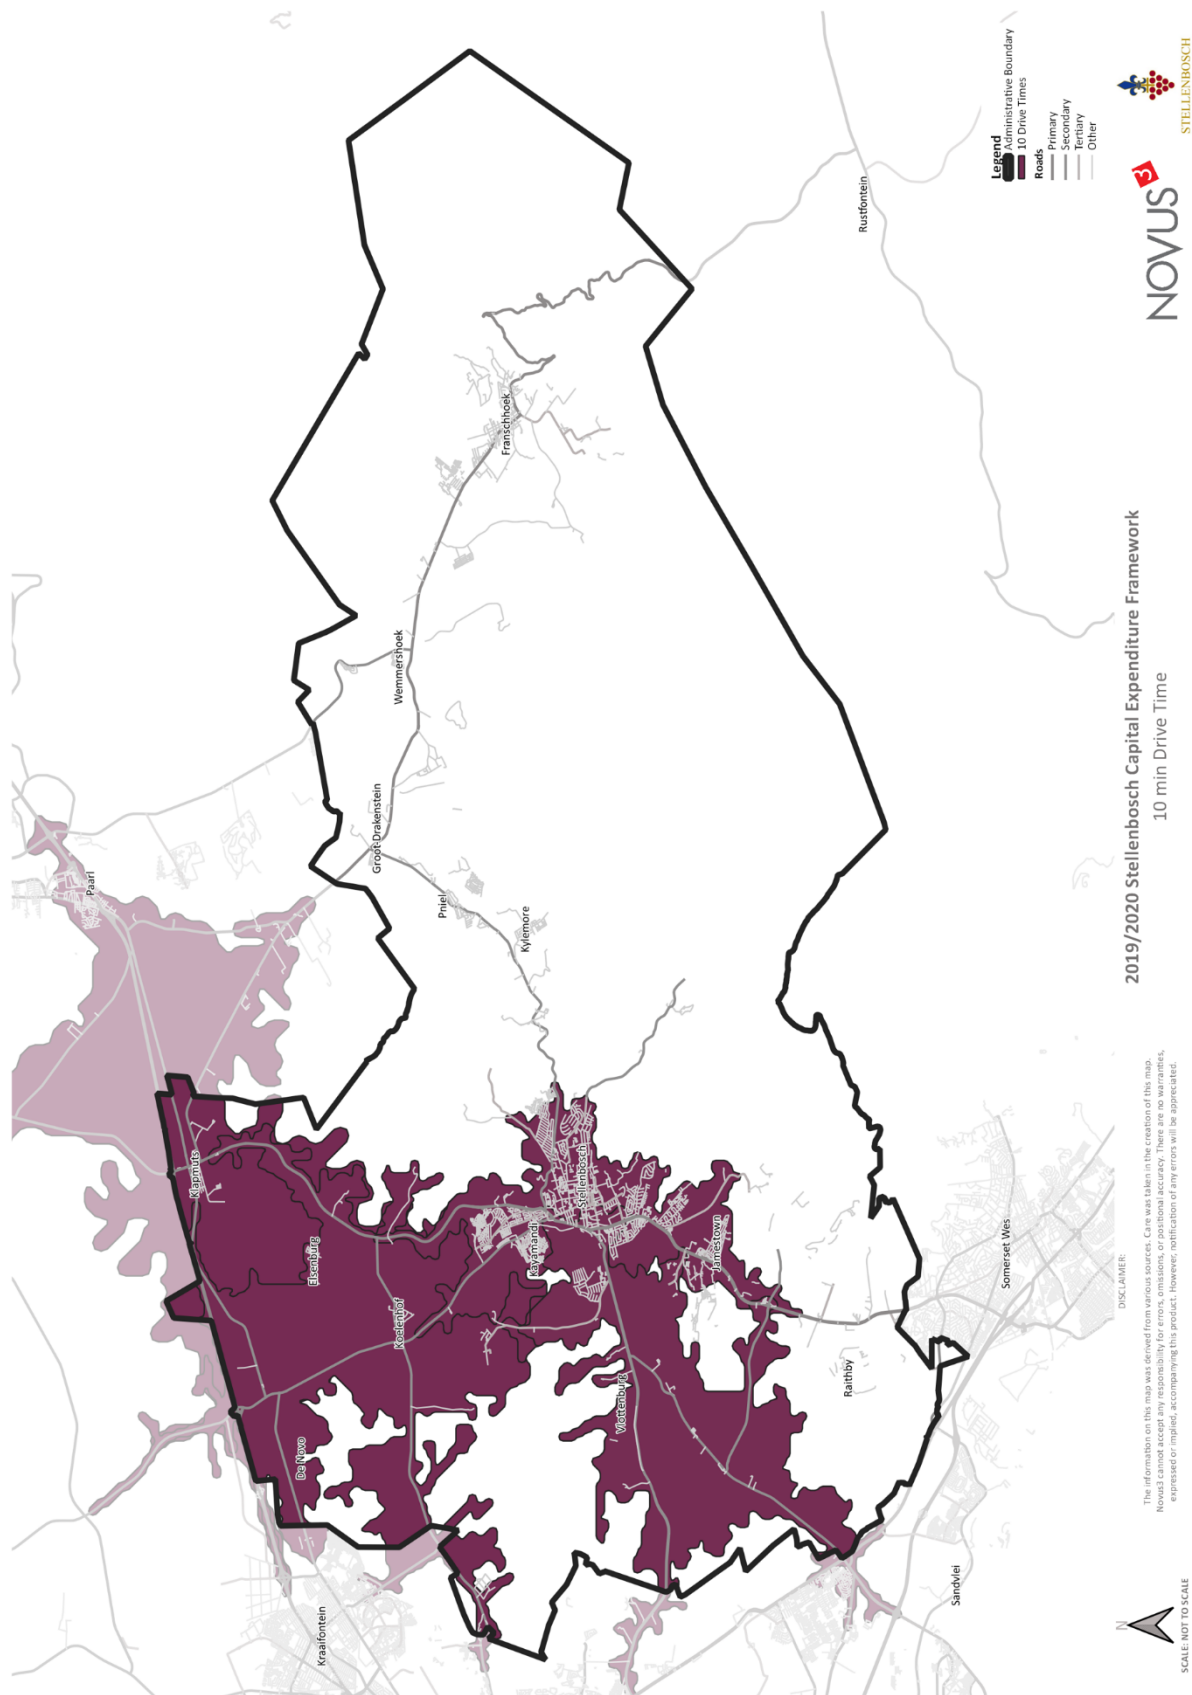 Paarl
Klapmuts
Elsenburg
Koelenhof
De Novo
Kraaifontein
Groot-Drakenstein
Wemmershoek
Franschhoek
Pniel
Kylemore
Stellenbosch
Kayamandi
Jamestown
Vlottenburg
Raithby
Somerset Wes
Sandvlei
Rustfontein
Legend
Administrative Boundary
10 Drive Times
Roads
Primary
Secondary
Tertiary
Other
STELLENBOSCH
NOVUS3
2019/2020 Stellenbosch Capital Expenditure Framework
10 min Drive Time
DISCLAIMER:
The information on this map was derived from various sources. Care was taken in the creation of this map.
Novus3 cannot accept any responsibility for errors, omissions, or positional accuracy. There are no warranties,
expressed or implied, accompanying this product. However, notification of any errors will be appreciated.
N
SCALE: NOT TO SCALE